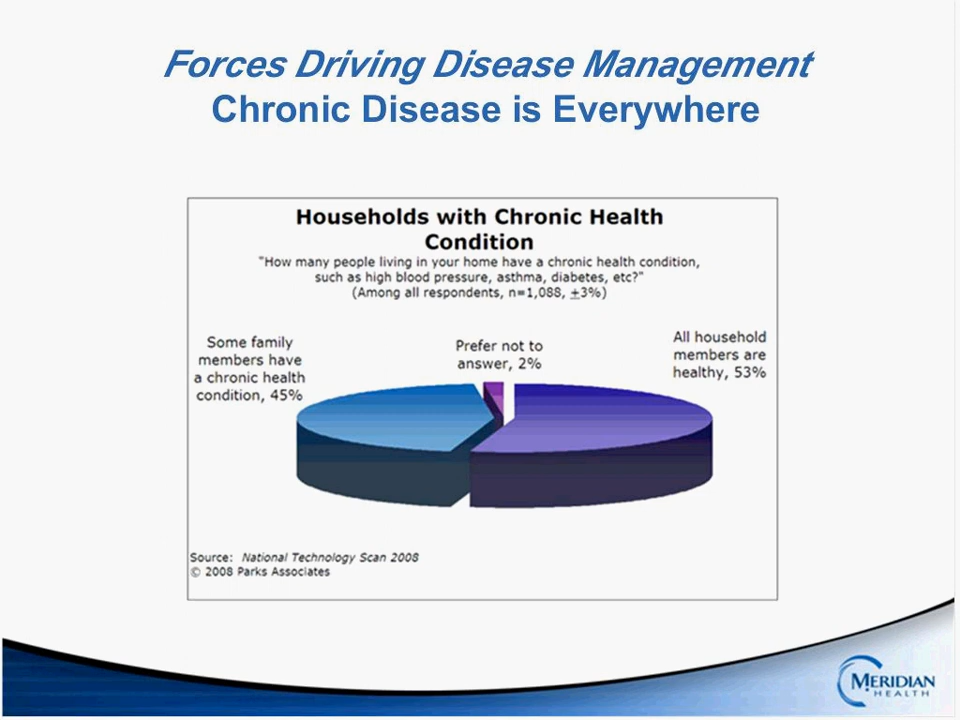 Forces Driving Disease Management
Chronic Disease is Everywhere
Households with Chronic Health
Condition
"How many people living in your home have a chronic health condition,
such as high blood pressure, asthma, diabetes, etc?"
(Among all respondents, n=1,088, ±3%)
Some family
members have
a chronic health
condition, 45%
Prefer not to
answer, 2%
All household
members are
healthy, 53%
Source: National Technology Scan 2008
© 2008 Parks Associates
MERIDIAN
HEALTH